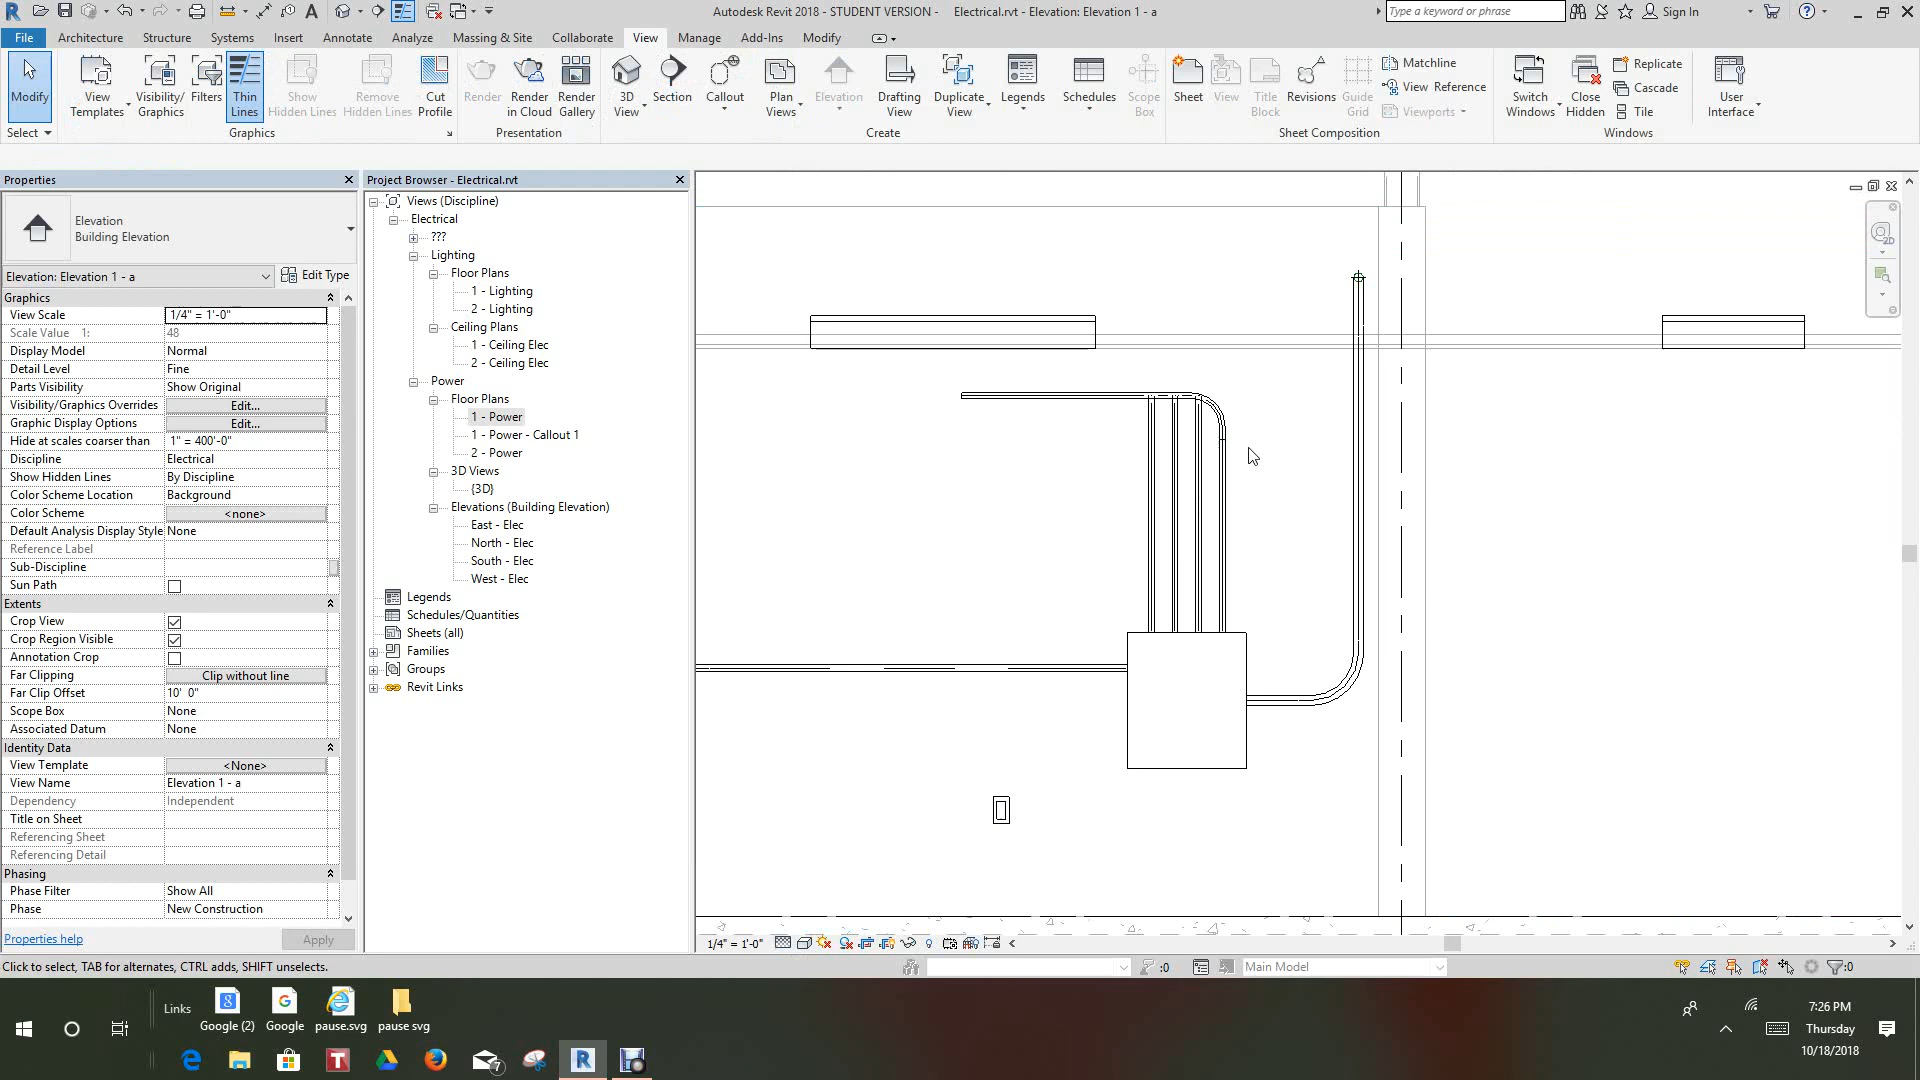 Autodesk Revit 2018 - STUDENT VERSION - Electrical.rvt - Elevation: Elevation 1 - a
Type a keyword or phrase
Sign In
File Architecture Structure Systems Insert Annotate Analyze Massing & Site Collaborate View Manage Add-Ins Modify
Modify
View Templates
Visibility/ Graphics
Filters
Thin Lines
Show Hidden Lines
Remove Hidden Lines
Cut Profile
Render
Render in Cloud
Render Gallery
3D View
Section
Callout
Plan Views
Elevation
Drafting View
Duplicate View
Legends
Schedules
Scope Box
Sheet
View
Title Block
Revisions
Guide Grid
Matchline
View Reference
Viewports
Switch Windows
Close Hidden
Replicate
Cascade
Tile
User Interface
Select Graphics Presentation Create Sheet Composition Windows
Properties
Elevation
Building Elevation
Elevation: Elevation 1 - a
Edit Type
Graphics
View Scale 1/4" = 1'-0"
Scale Value 1: 48
Display Model Normal
Detail Level Fine
Parts Visibility Show Original
Visibility/Graphics Overrides Edit...
Graphic Display Options Edit...
Hide at scales coarser than 1" = 400'-0"
Discipline Electrical
Show Hidden Lines By Discipline
Color Scheme Location Background
Color Scheme <none>
Default Analysis Display Style None
Reference Label
Sub-Discipline
Sun Path
Extents
Crop View
Crop Region Visible
Annotation Crop
Far Clipping Clip without line
Far Clip Offset 10' 0"
Scope Box None
Associated Datum None
Identity Data
View Template <None>
View Name Elevation 1 - a
Dependency Independent
Title on Sheet
Referencing Sheet
Referencing Detail
Phasing
Phase Filter Show All
Phase New Construction
Properties help
Apply
Project Browser - Electrical.rvt
Views (Discipline)
Electrical
???
Lighting
Floor Plans
1 - Lighting
2 - Lighting
Ceiling Plans
1 - Ceiling Elec
2 - Ceiling Elec
Power
Floor Plans
1 - Power
1 - Power - Callout 1
2 - Power
3D Views
{3D}
Elevations (Building Elevation)
East - Elec
North - Elec
South - Elec
West - Elec
Legends
Schedules/Quantities
Sheets (all)
Families
Groups
Revit Links
2D
1/4" = 1'-0"
Click to select, TAB for alternates, CTRL adds, SHIFT unselects.
:0
Main Model
:0
Links
Google (2) Google pause.svg pause svg
7
7:26 PM
Thursday
10/18/2018